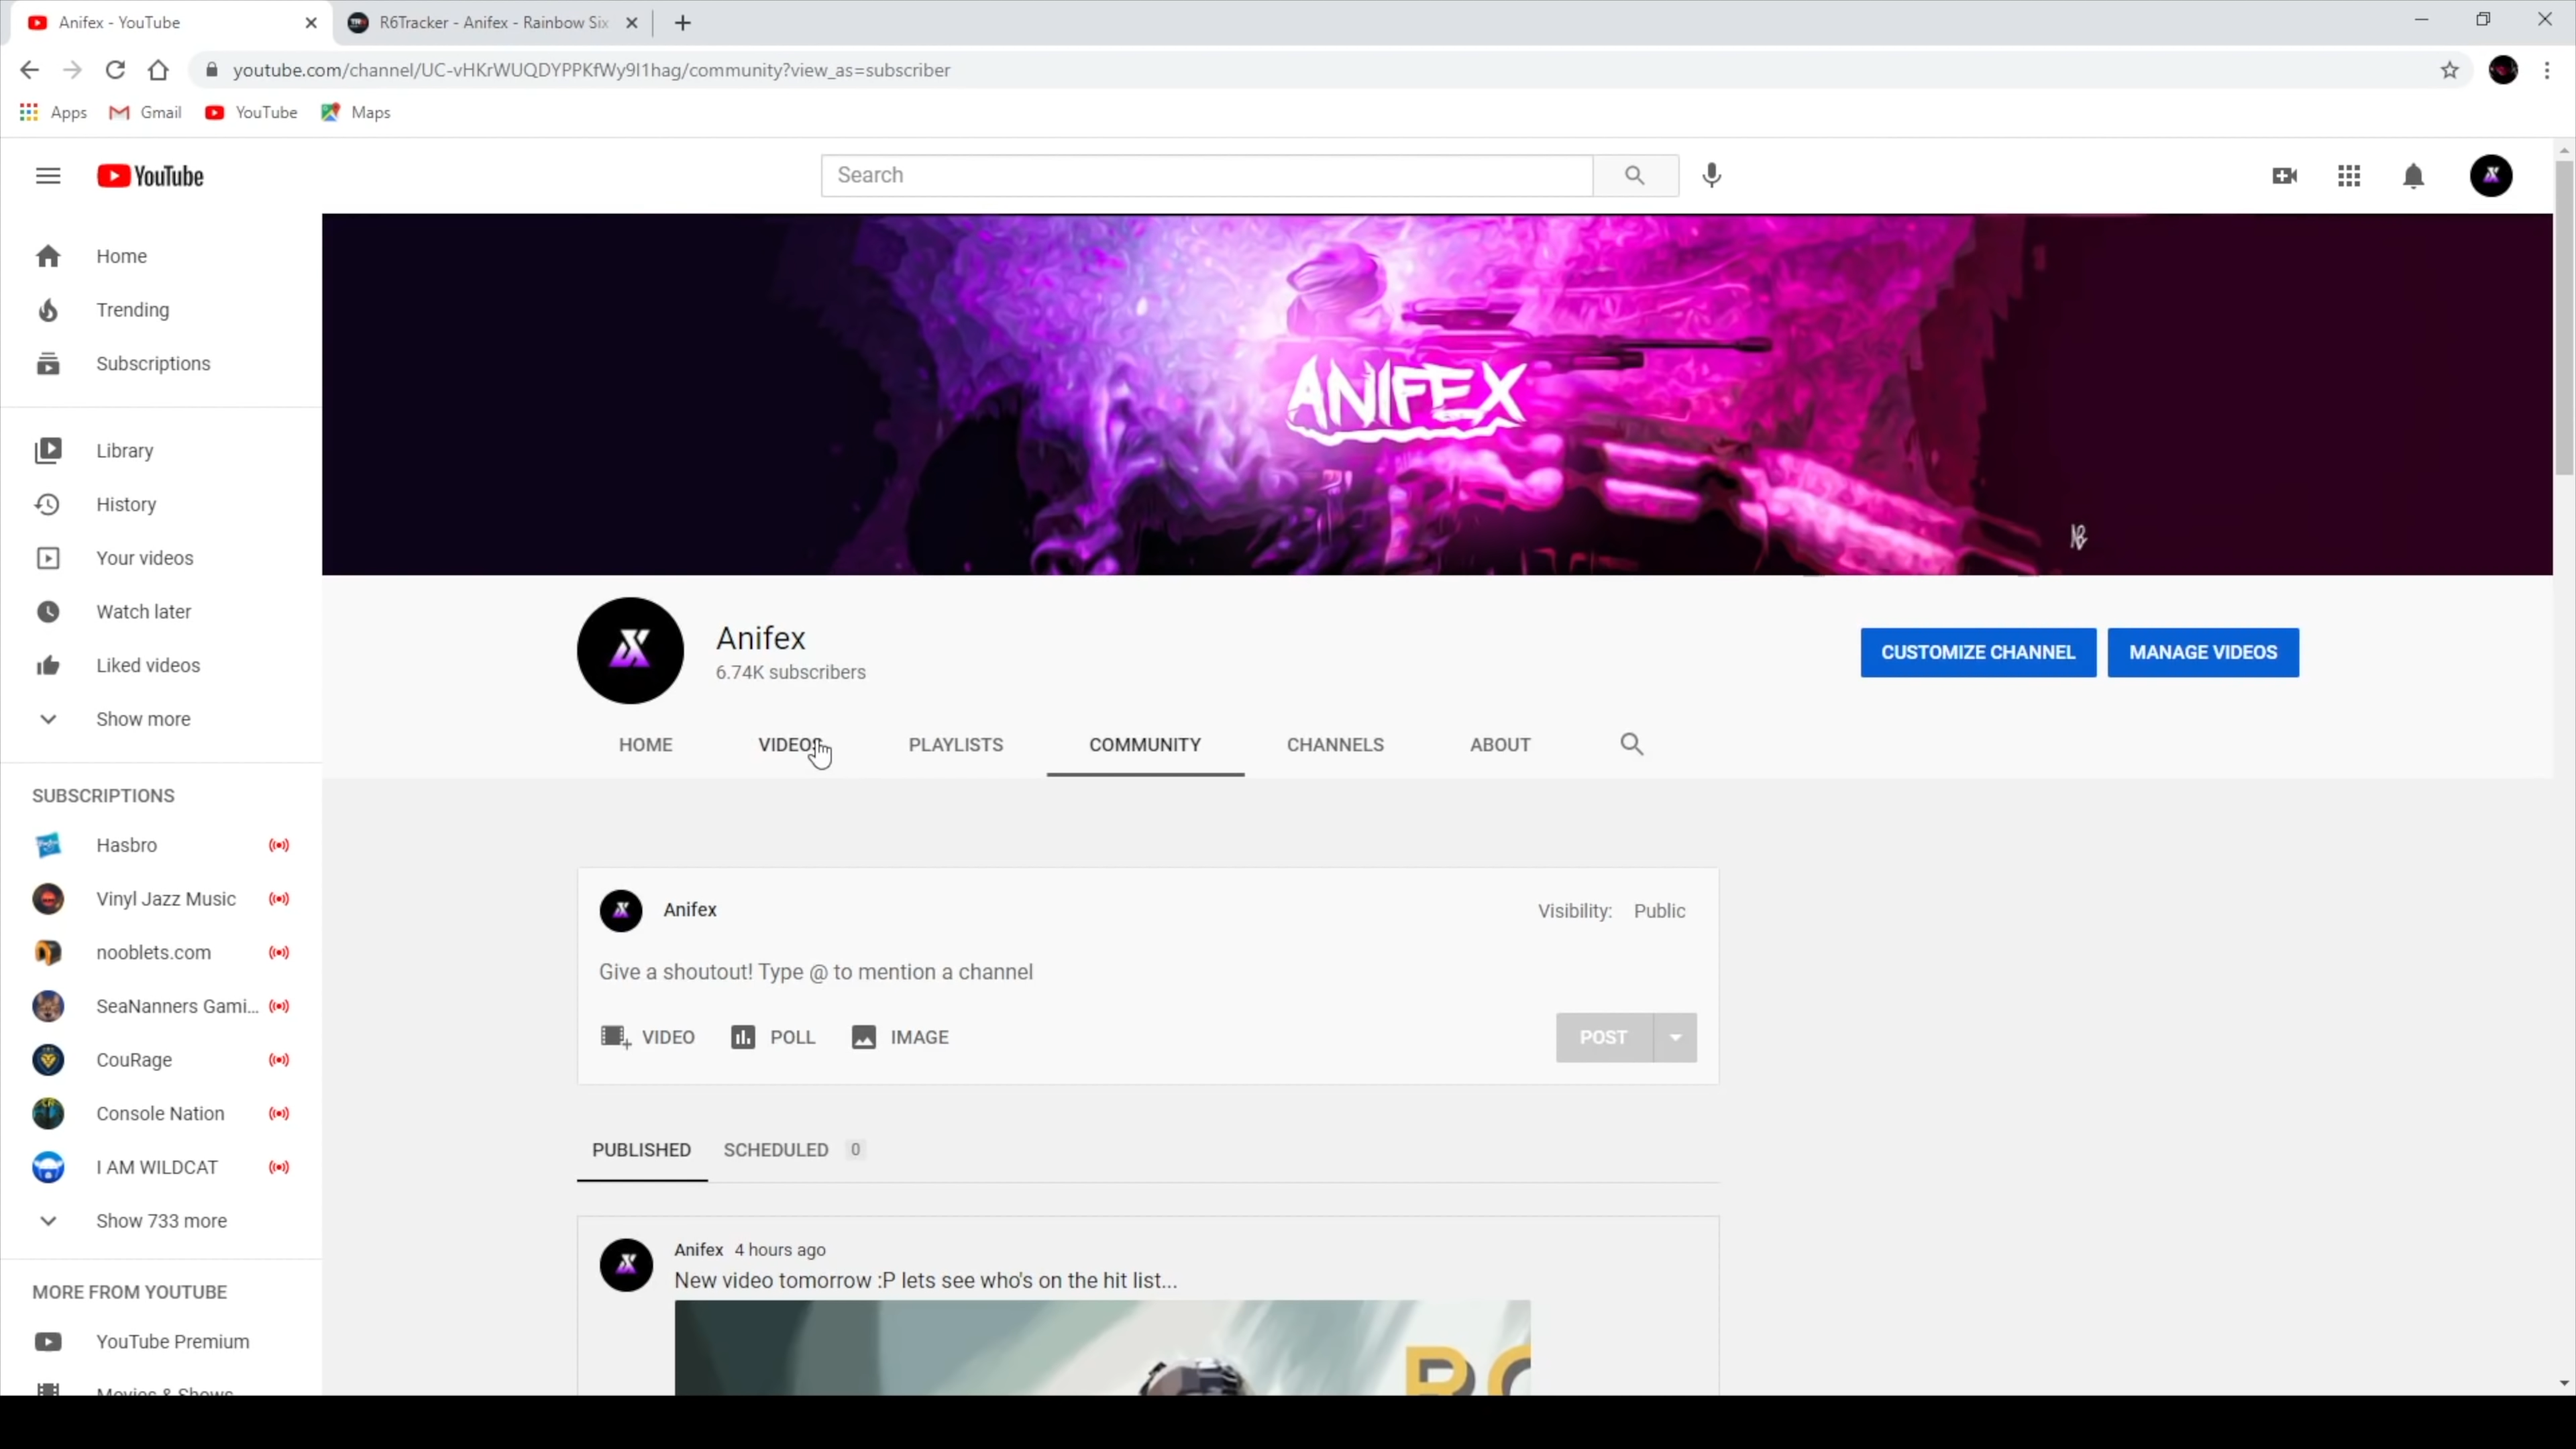 Anifex - YouTube
R6Tracker - Anifex - Rainbow Six
youtube.com/channel/UC-vHKrWUQDYPPKfWy9I1hag/community?view_as=subscriber
Apps
Gmail
YouTube
Maps
YouTube
Search
Home
Trending
Subscriptions
Library
History
Your videos
Watch later
Liked videos
Show more
SUBSCRIPTIONS
Hasbro
Vinyl Jazz Music
nooblets.com
SeaNanners Gami...
CouRage
Console Nation
I AM WILDCAT
Show 733 more
MORE FROM YOUTUBE
YouTube Premium
Movies & Shows
ANIFEX
Anifex
6.74K subscribers
CUSTOMIZE CHANNEL
MANAGE VIDEOS
HOME
VIDEOS
PLAYLISTS
COMMUNITY
CHANNELS
ABOUT
Anifex
Visibility: Public
Give a shoutout! Type @ to mention a channel
VIDEO
POLL
IMAGE
POST
PUBLISHED
SCHEDULED 0
Anifex 4 hours ago
New video tomorrow :P lets see who's on the hit list...